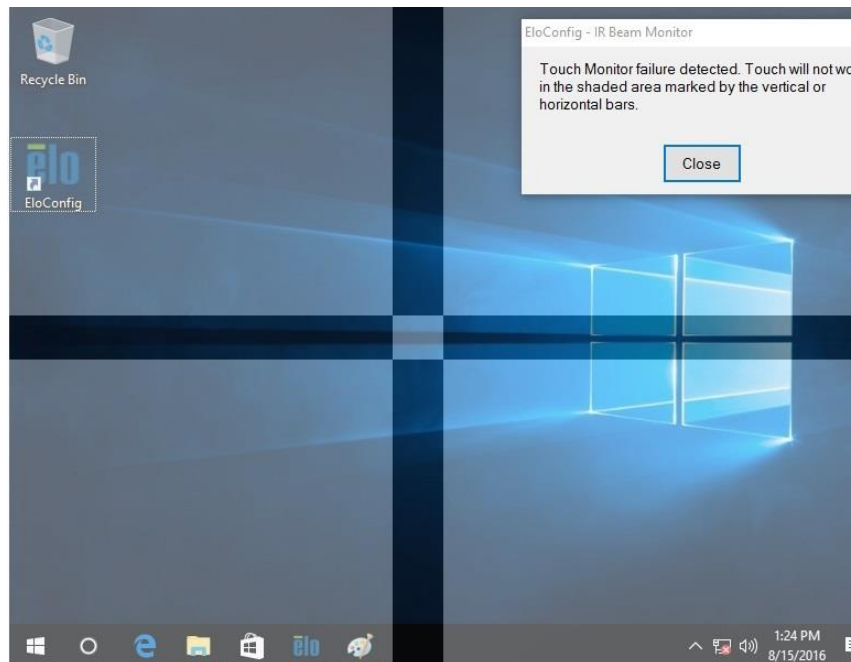 Recycle Bin
elo
EloConfig
EloConfig - IR Beam Monitor
Touch Monitor failure detected. Touch will not wo
in the shaded area marked by the vertical or
horizontal bars.
Close
elo
1:24 PM
8/15/2016